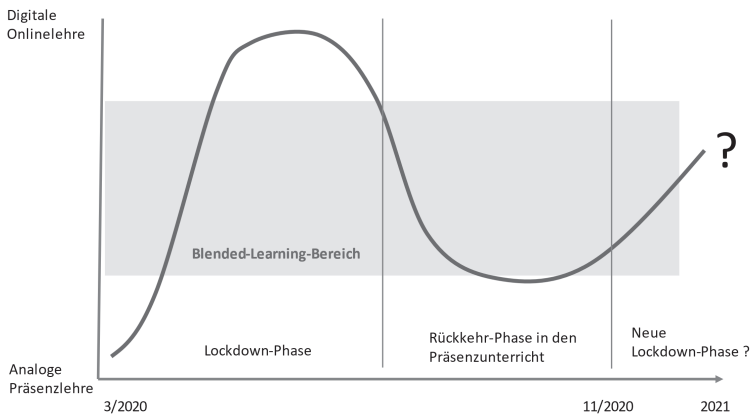 Digitale
Onlinelehre
?
Blended-Learning-Bereich
Lockdown-Phase
Rückkehr-Phase in den
Präsenzunterricht
Neue
Lockdown-Phase ?
Analoge
Präsenzlehre
3/2020
11/2020
2021